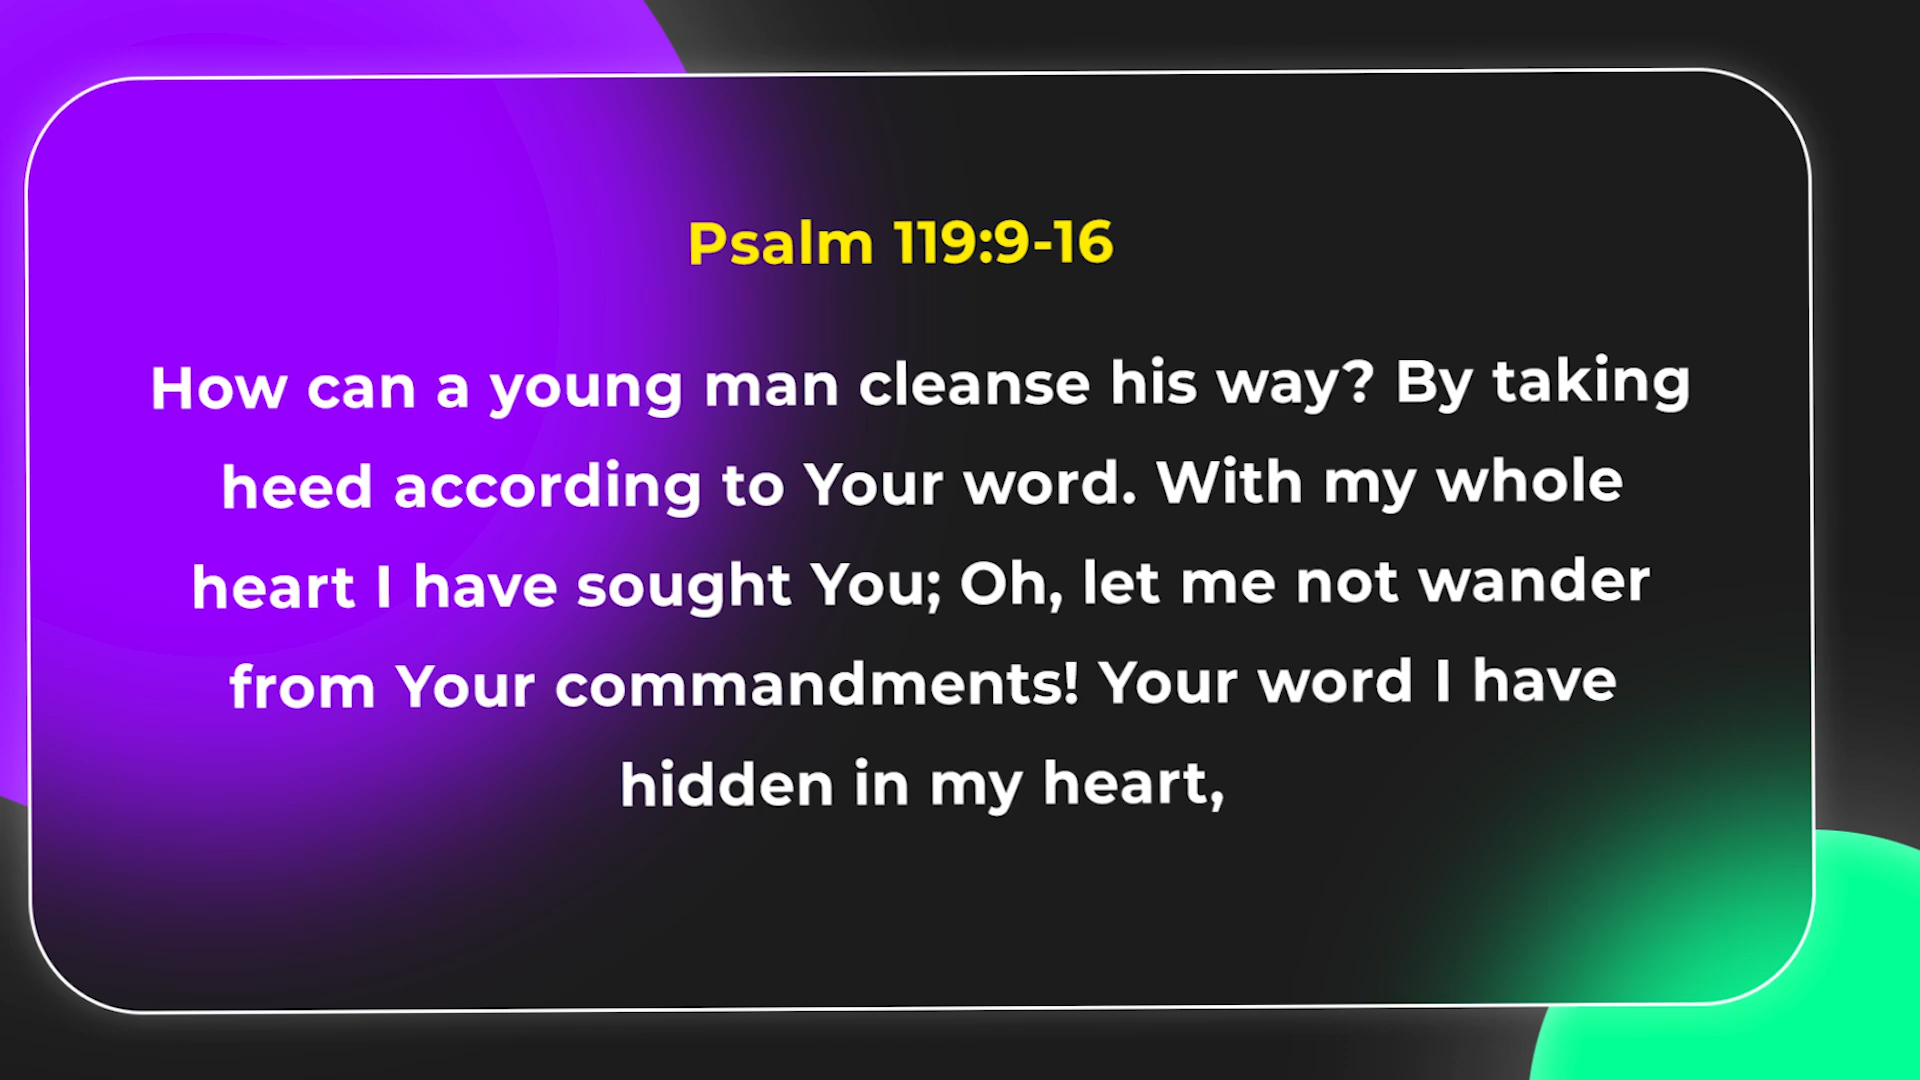 Psalm 119:9-16
How can a young man cleanse his way? By taking
heed according to Your word. With my whole
heart I have sought You; Oh, let me not wander
from Your commandments! Your word I have
hidden in my heart,